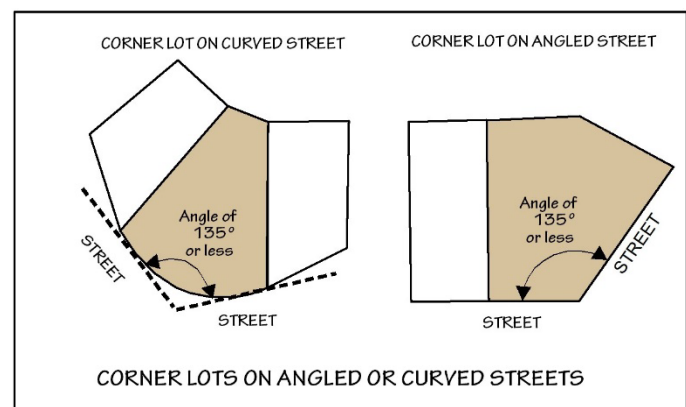 CORNER LOT ON CURVED STREET
CORNER LOT ON ANGLED STREET
Angle of
135°
or less
STREET
STREET
Angle of
135°
or less
STREET
STREET
CORNER LOTS ON ANGLED OR CURVED STREETS